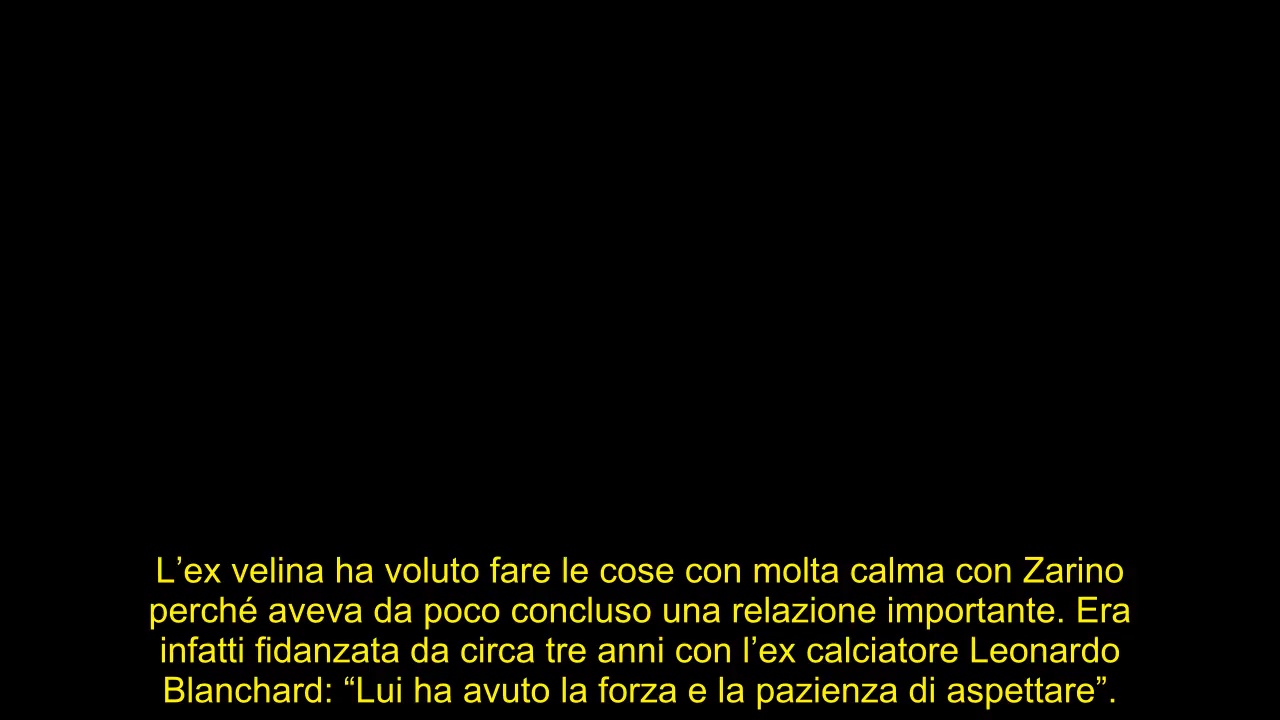 L’ex velina ha voluto fare le cose con molta calma con Zarino
perché aveva da poco concluso una relazione importante. Era
infatti fidanzata da circa tre anni con l’ex calciatore Leonardo
Blanchard: “Lui ha avuto la forza e la pazienza di aspettare”.